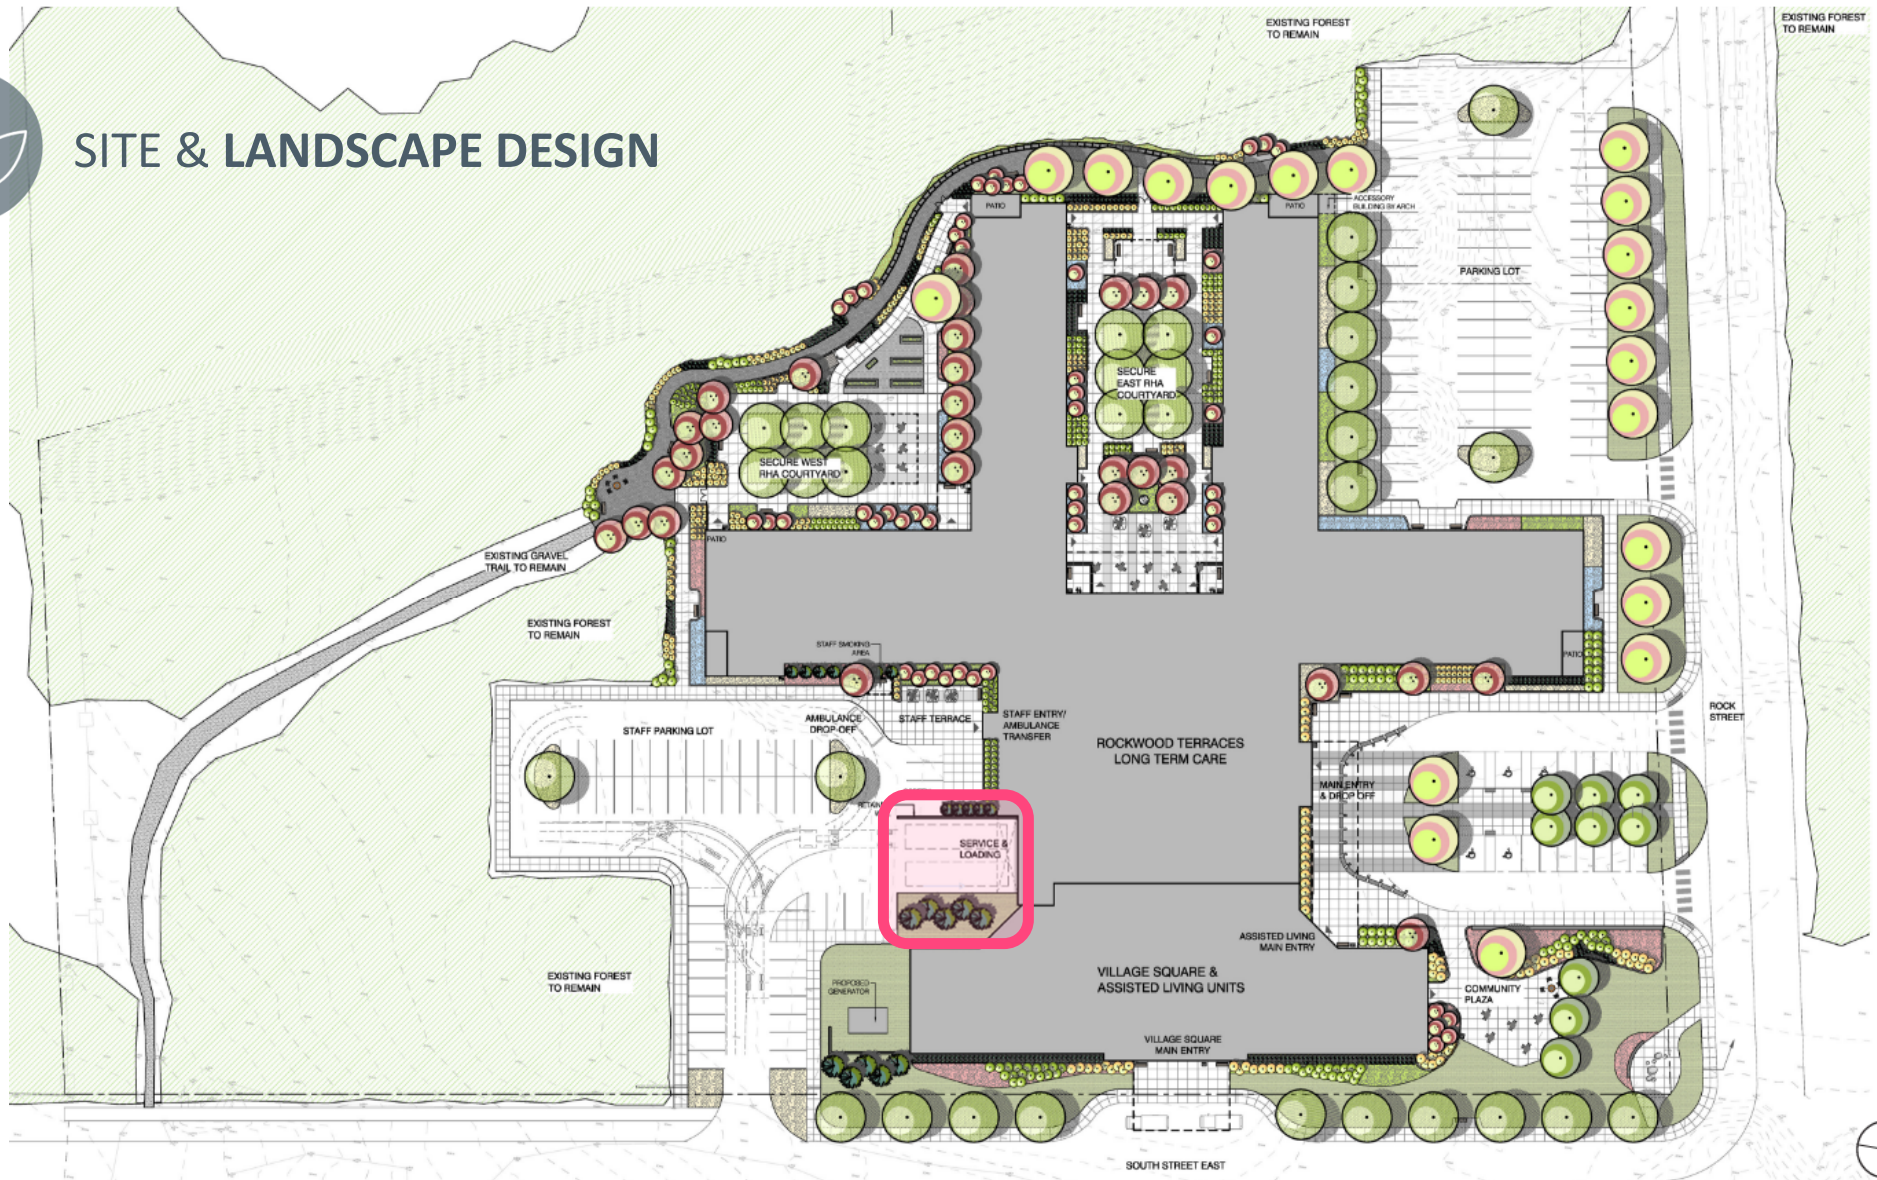 SITE & LANDSCAPE DESIGN
EXISTING FOREST
TO REMAIN
EXISTING FOREST
TO REMAIN
PATIO
PATIO
ACCESSORY
BUILDING BY ARCH
PARKING LOT
SECURE
EAST RHA
COURTYARD
SECURE WEST
RHA COURTYARD
PATIO
EXISTING GRAVEL
TRAIL TO REMAIN
EXISTING FOREST
TO REMAIN
STAFF SMOKING
AREA
PATIO
STAFF PARKING LOT
AMBULANCE
DROP-OFF
STAFF TERRACE
STAFF ENTRY/
AMBULANCE
TRANSFER
ROCK
STREET
ROCKWOOD TERRACES
LONG TERM CARE
MAIN ENTRY
& DROP OFF
SERVICE &
LOADING
ASSISTED LIVING
MAIN ENTRY
EXISTING FOREST
TO REMAIN
PROPOSED
GENERATOR
VILLAGE SQUARE &
ASSISTED LIVING UNITS
COMMUNITY
PLAZA
VILLAGE SQUARE
MAIN ENTRY
SOUTH STREET EAST